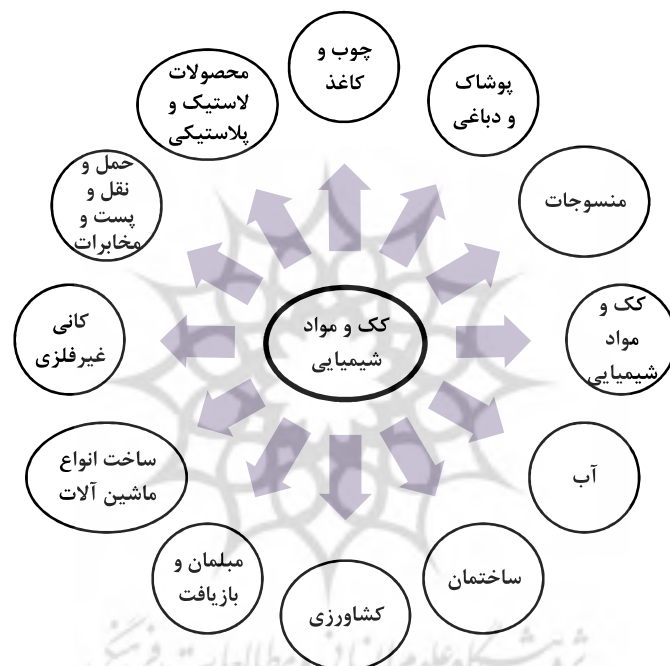 چوب و
کاغذ
پوشاک
و دباغی
منسوجات
کک و
مواد
شیمیایی
آب
ساختمان
کشاورزی
مبلمان و
بازیافت
ساخت انواع
ماشین آلات
کانی
غیرفلزی
حمل و
نقل و
پست و
مخابرات
محصولات
لاستیک و
پلاستیکی
کک و مواد
شیمیایی